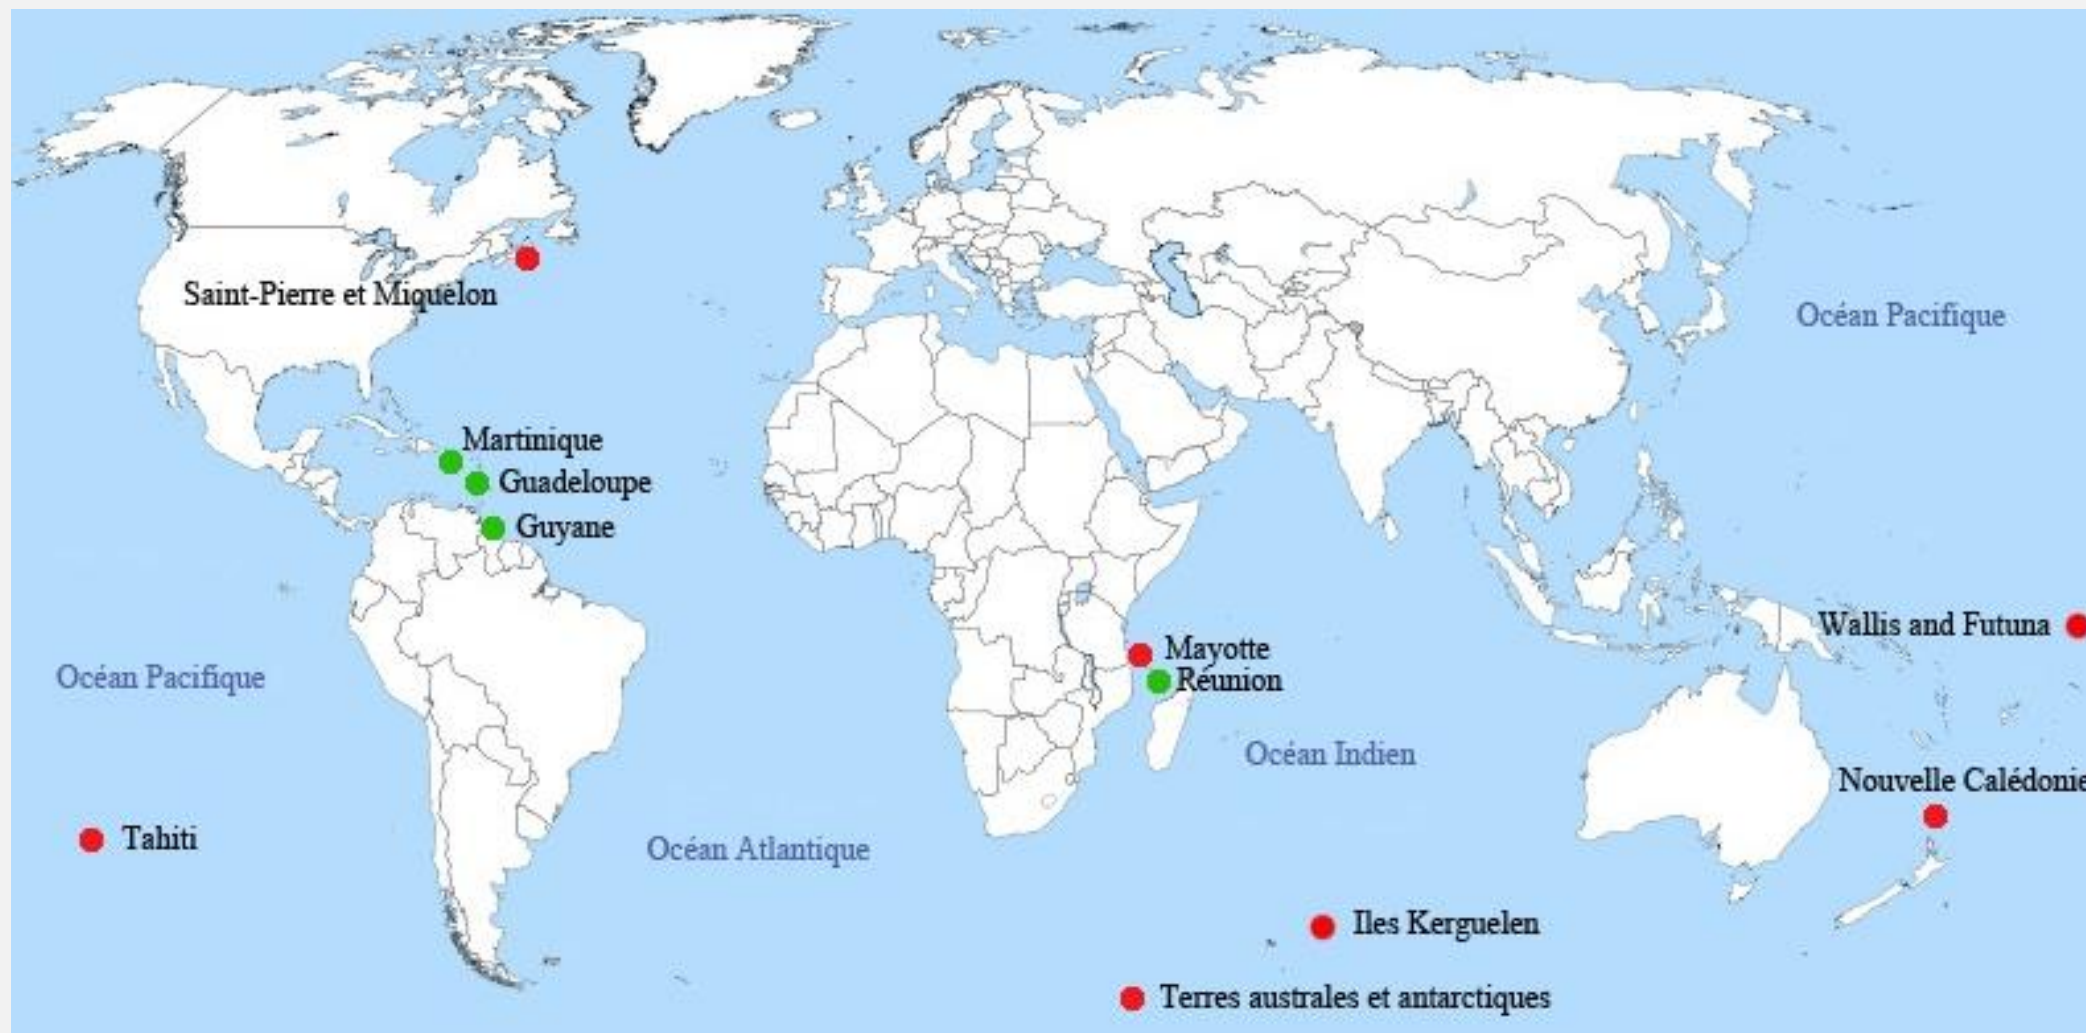 Saint-Pierre et Miquelon
Océan Pacifique
Martinique
Guadeloupe
Guyane
Wallis and Futuna
Mayotte
Réunion
Océan Pacifique
Océan Indien
Nouvelle Calédonie
Tahiti
Océan Atlantique
Iles Kerguelen
Terres australes et antarctiques